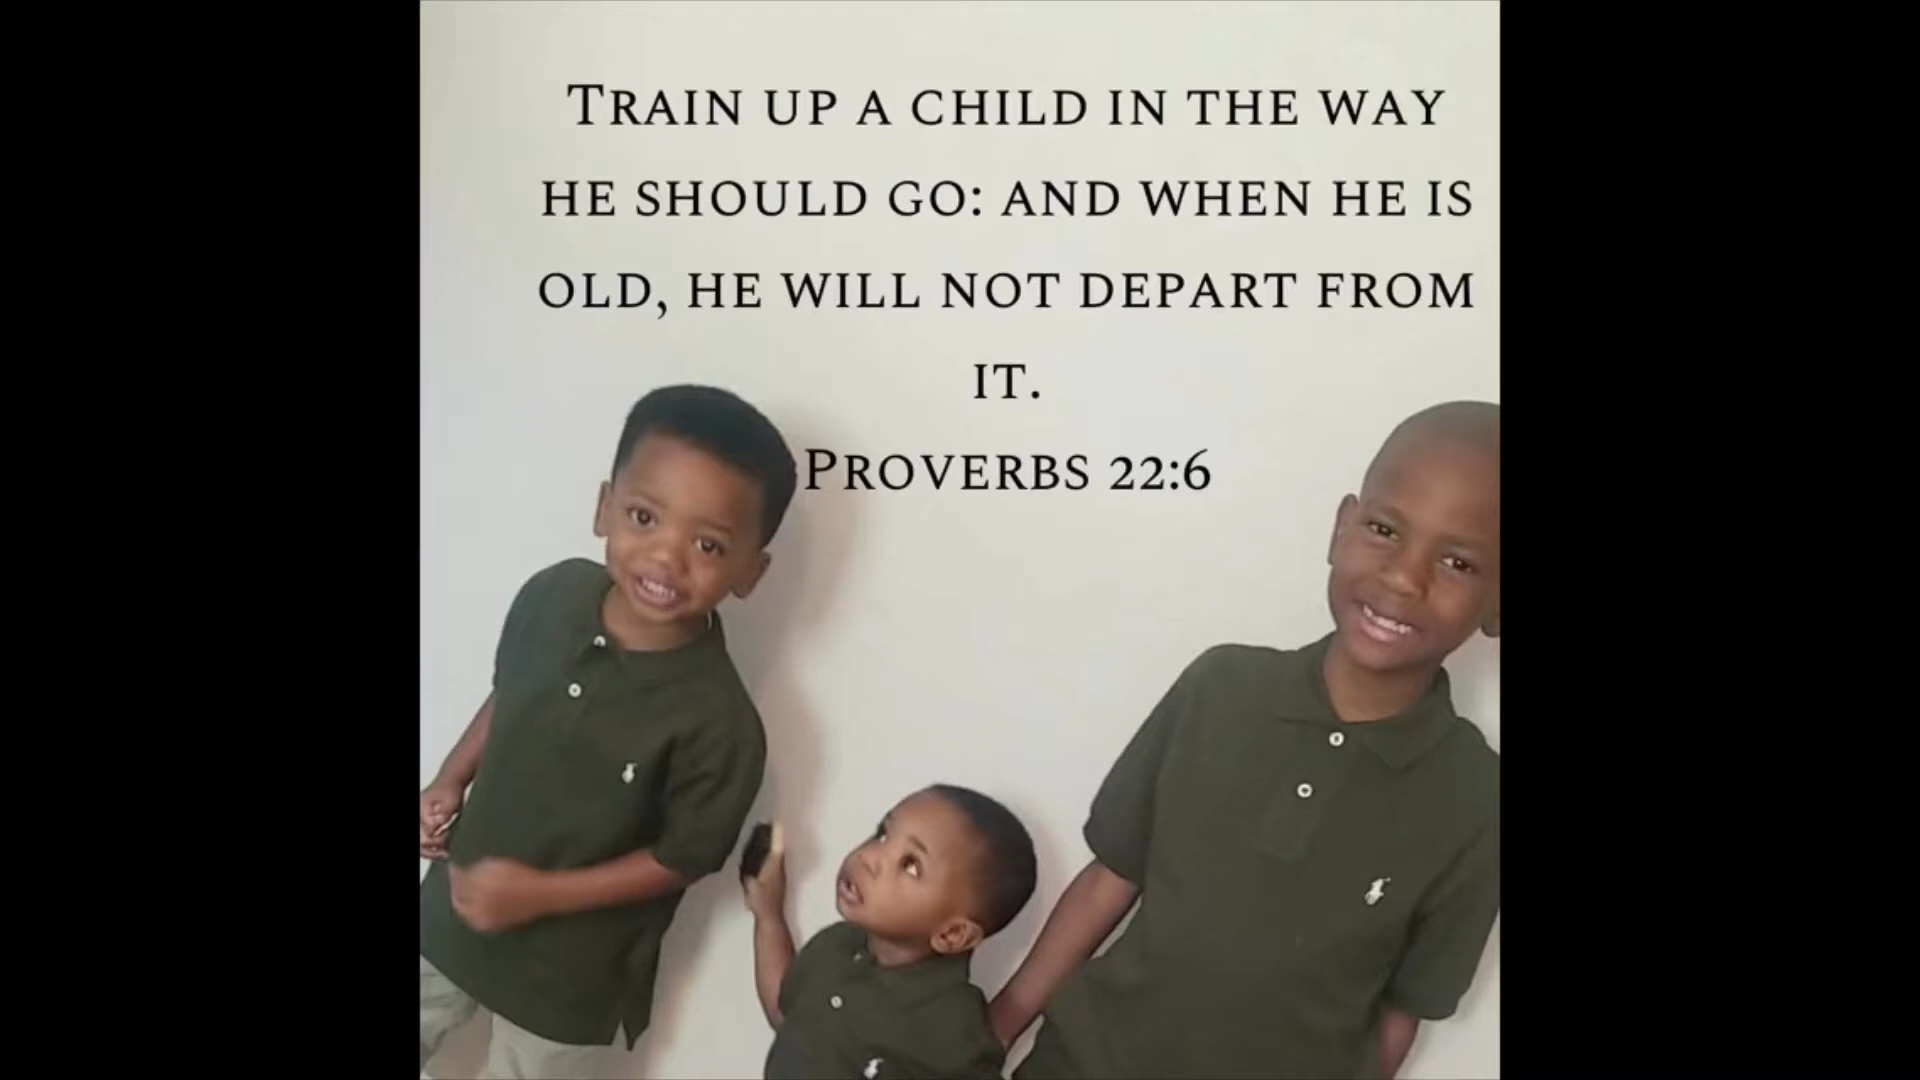 TRAIN UP A CHILD IN THE WAY
HE SHOULD GO: AND WHEN HE IS
OLD, HE WILL NOT DEPART FROM
IT.
PROVERBS 22:6